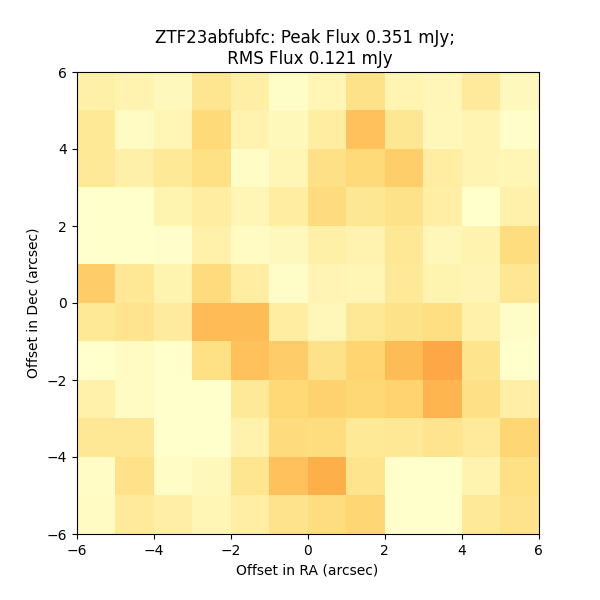 ZTF23abfubfc: Peak Flux 0.351 mJy;
RMS Flux 0.121 mJy
6
4
2
0
−2
−4
−6
Offset in Dec (arcsec)
−6 −4 −2 0 2 4 6
Offset in RA (arcsec)